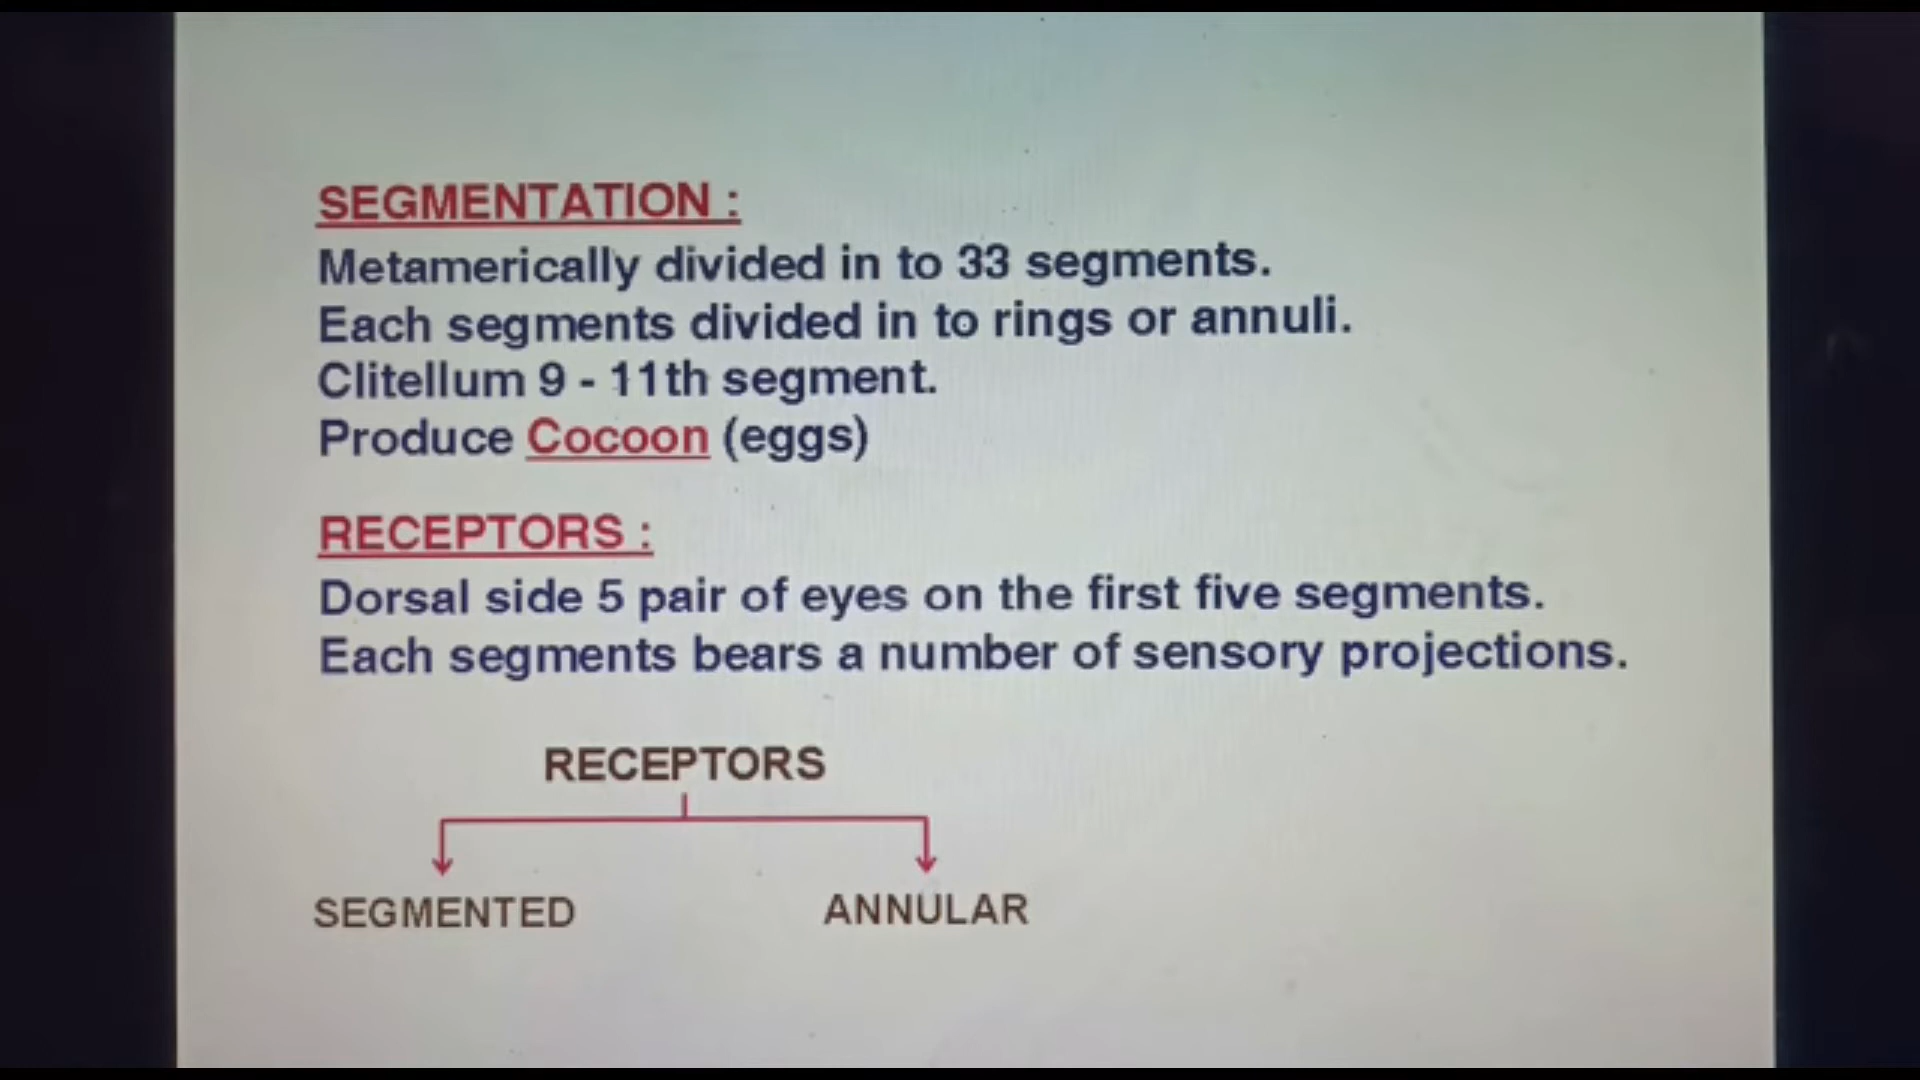 SEGMENTATION :
Metamerically divided in to 33 segments.
Each segments divided in to rings or annuli.
Clitellum 9 - 11th segment.
Produce Cocoon (eggs)
RECEPTORS :
Dorsal side 5 pair of eyes on the first five segments.
Each segments bears a number of sensory projections.
RECEPTORS
SEGMENTED
ANNULAR